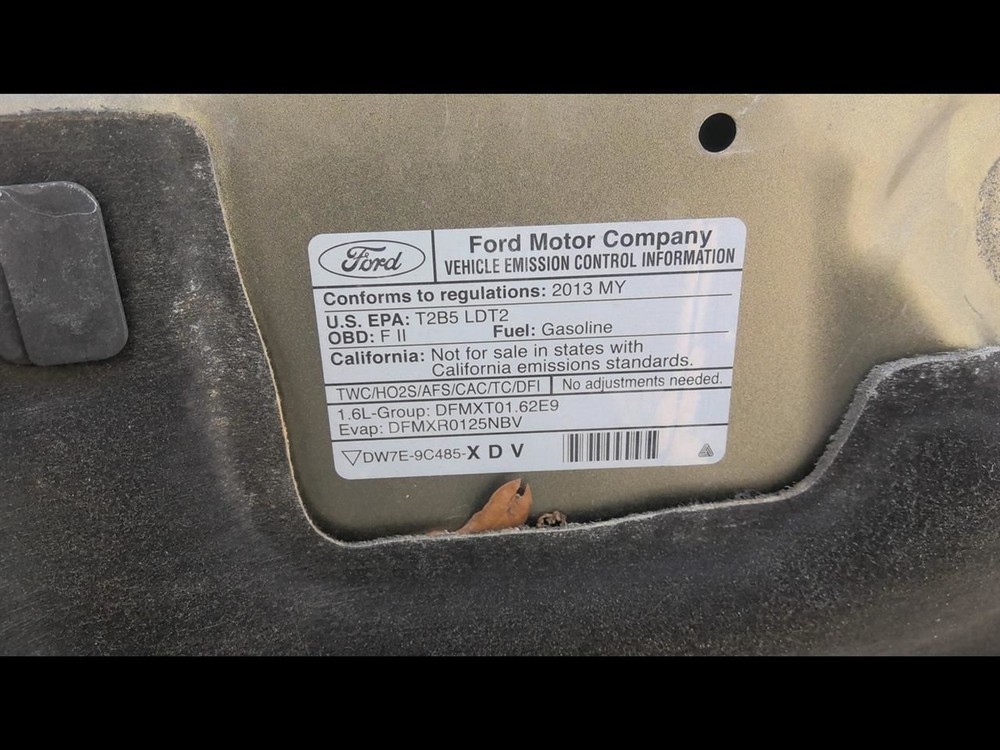 Ford
Ford Motor Company
VEHICLE EMISSION CONTROL INFORMATION
Conforms to regulations: 2013 MY
U.S. EPA: T2B5 LDT2
OBD: F II Fuel: Gasoline
California: Not for sale in states with
California emissions standards.
TWC/HO2S/AFS/CAC/TC/DFI No adjustments needed.
1.6L-Group: DFMXT01.62E9
Evap: DFMXR0125NBV
DW7E-9C485-X D V